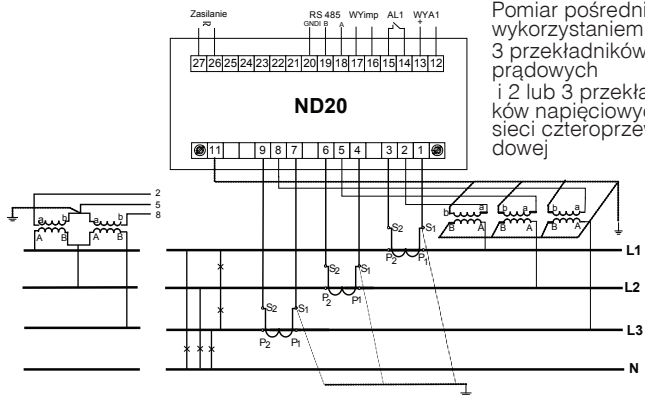 Zasilanie RS 485 WYimp AL1 WYA1
GNDI B A +
27 26 25 24 23 22 21 20 19 18 17 16 15 14 13 12
ND20
11 9 8 7 6 5 4 3 2 1
Pomiar pośredni
wykorzystaniem
3 przekładników
prądowych
i 2 lub 3 przekła
ków napięciowyc
sieci czteroprzew
dowej
2
5
8
a b a b
A B A B
b a b a b a
B A B A B A
S2 S1
P2 P1
L1
S2 S1
P2 P1
L2
S2 S1
P2 P1
L3
N